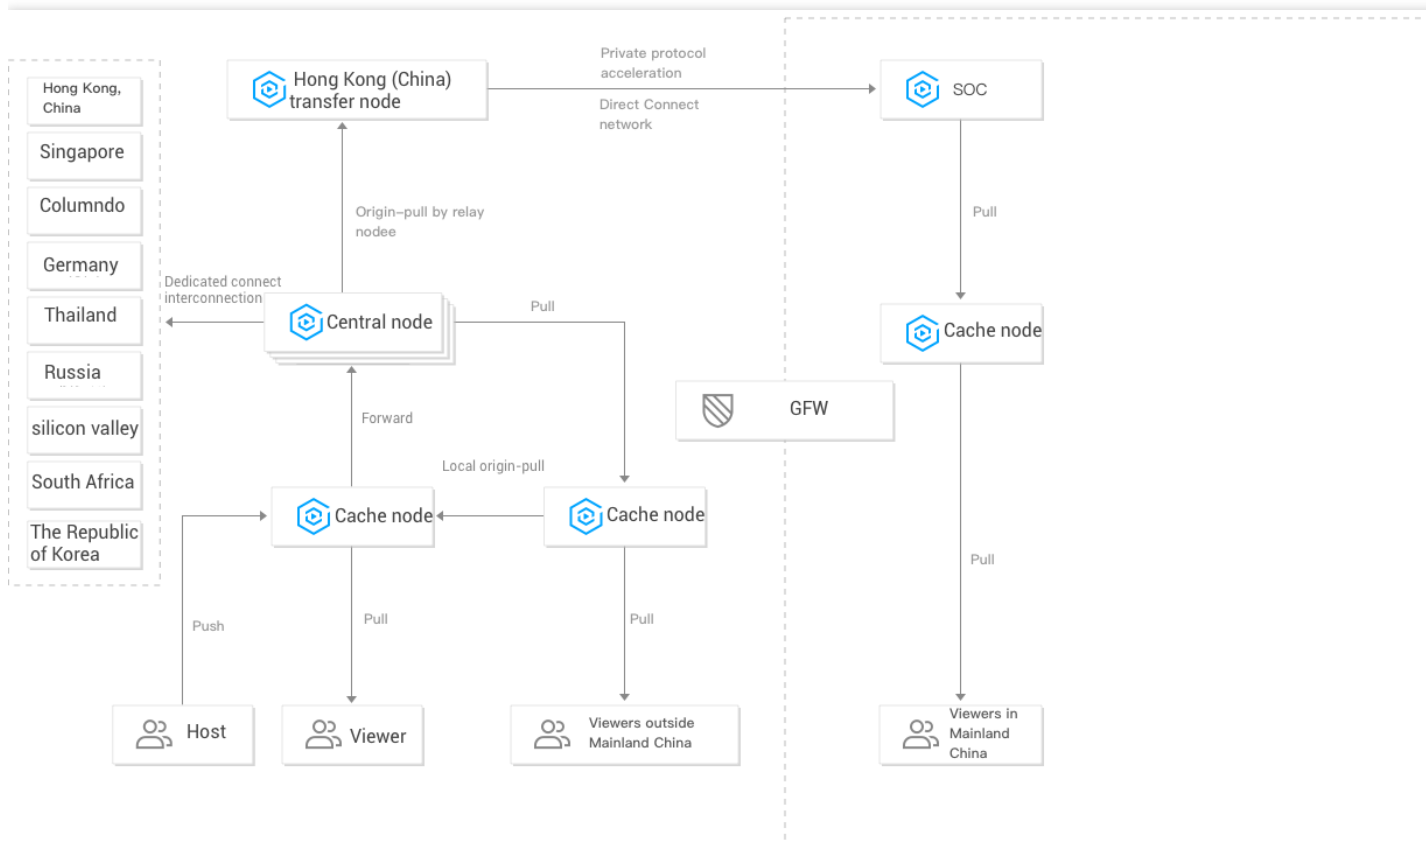 Hong Kong,
China
Singapore
Columndo
Germany
Thailand
Russia
silicon valley
South Africa
The Republic
of Korea
Hong Kong (China)
transfer node
Private protocol
acceleration
Direct Connect
network
SOC
Origin-pull by relay
nodee
Pull
Dedicated connect
interconnection
Central node
Pull
Cache node
GFW
Forward
Local origin-pull
Cache node
Cache node
Pull
Push
Pull
Pull
Host
Viewer
Viewers outside
Mainland China
Viewers in
Mainland
China